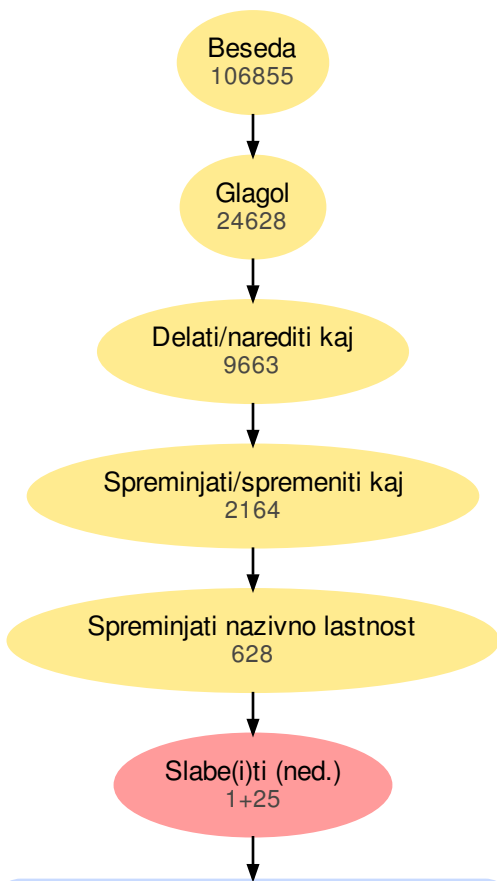 Beseda
106855
Glagol
24628
Delati/narediti kaj
9663
Spreminjati/spremeniti kaj
2164
Spreminjati nazivno lastnost
628
Slabe(i)ti (ned.)
1+25